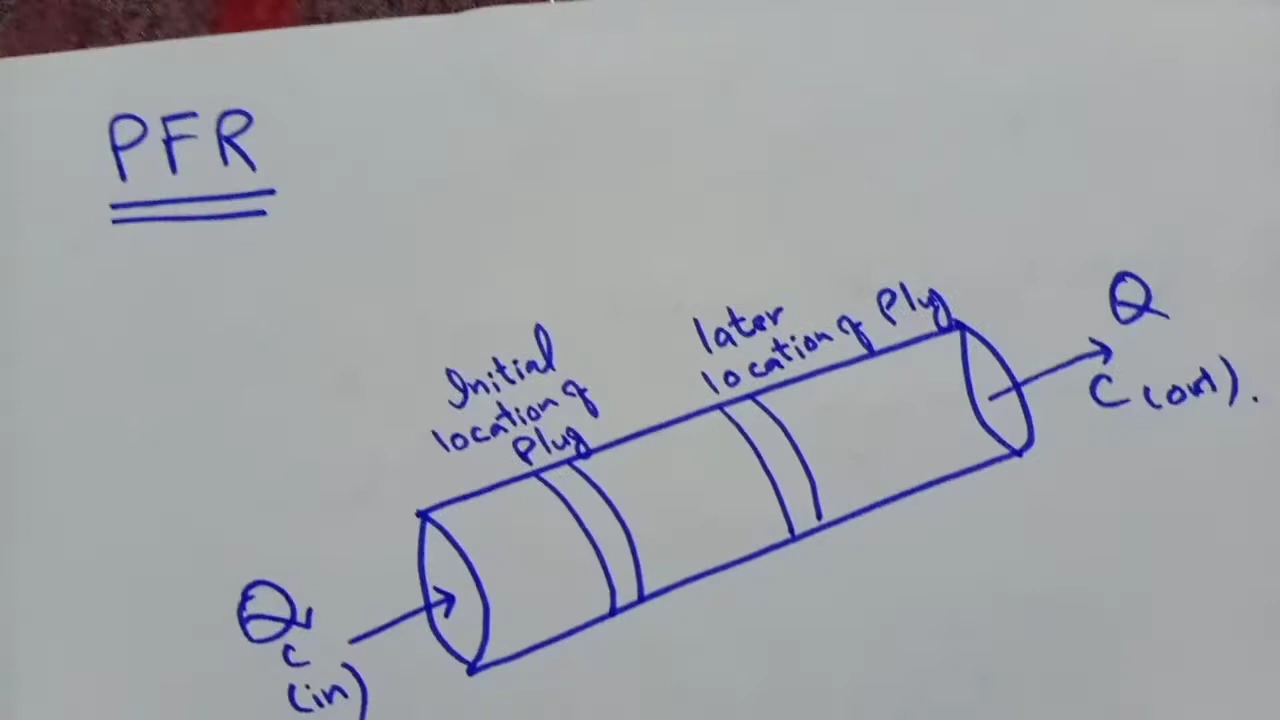 PFR
Initial
location of
plug
later
location of plug
Q
C (out).
Q
C
(in)